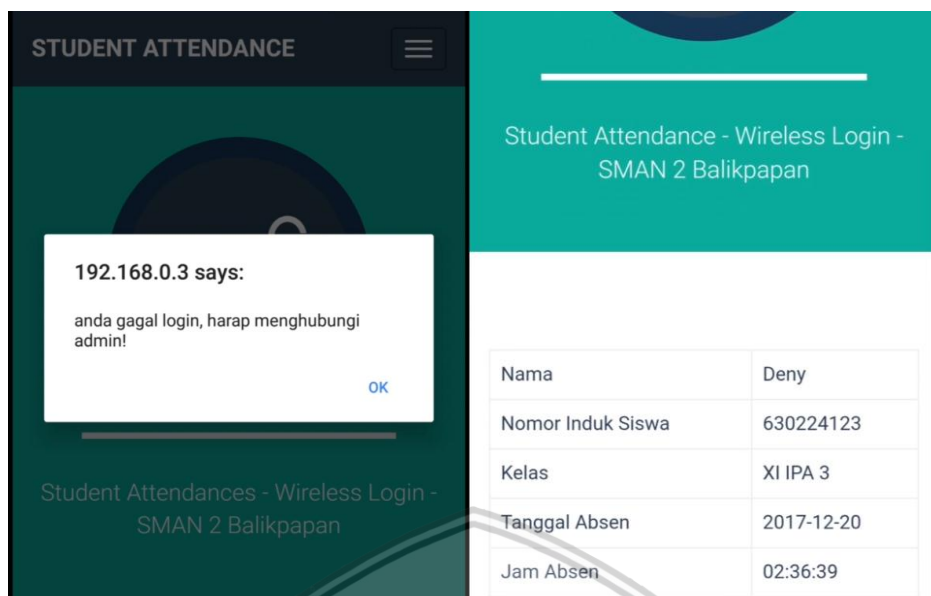 STUDENT ATTENDANCE
192.168.0.3 says:
anda gagal login, harap menghubungi
admin!
OK
Student Attendances - Wireless Login -
SMAN 2 Balikpapan
Student Attendance - Wireless Login -
SMAN 2 Balikpapan
Nama Deny
Nomor Induk Siswa 630224123
Kelas XI IPA 3
Tanggal Absen 2017-12-20
Jam Absen 02:36:39